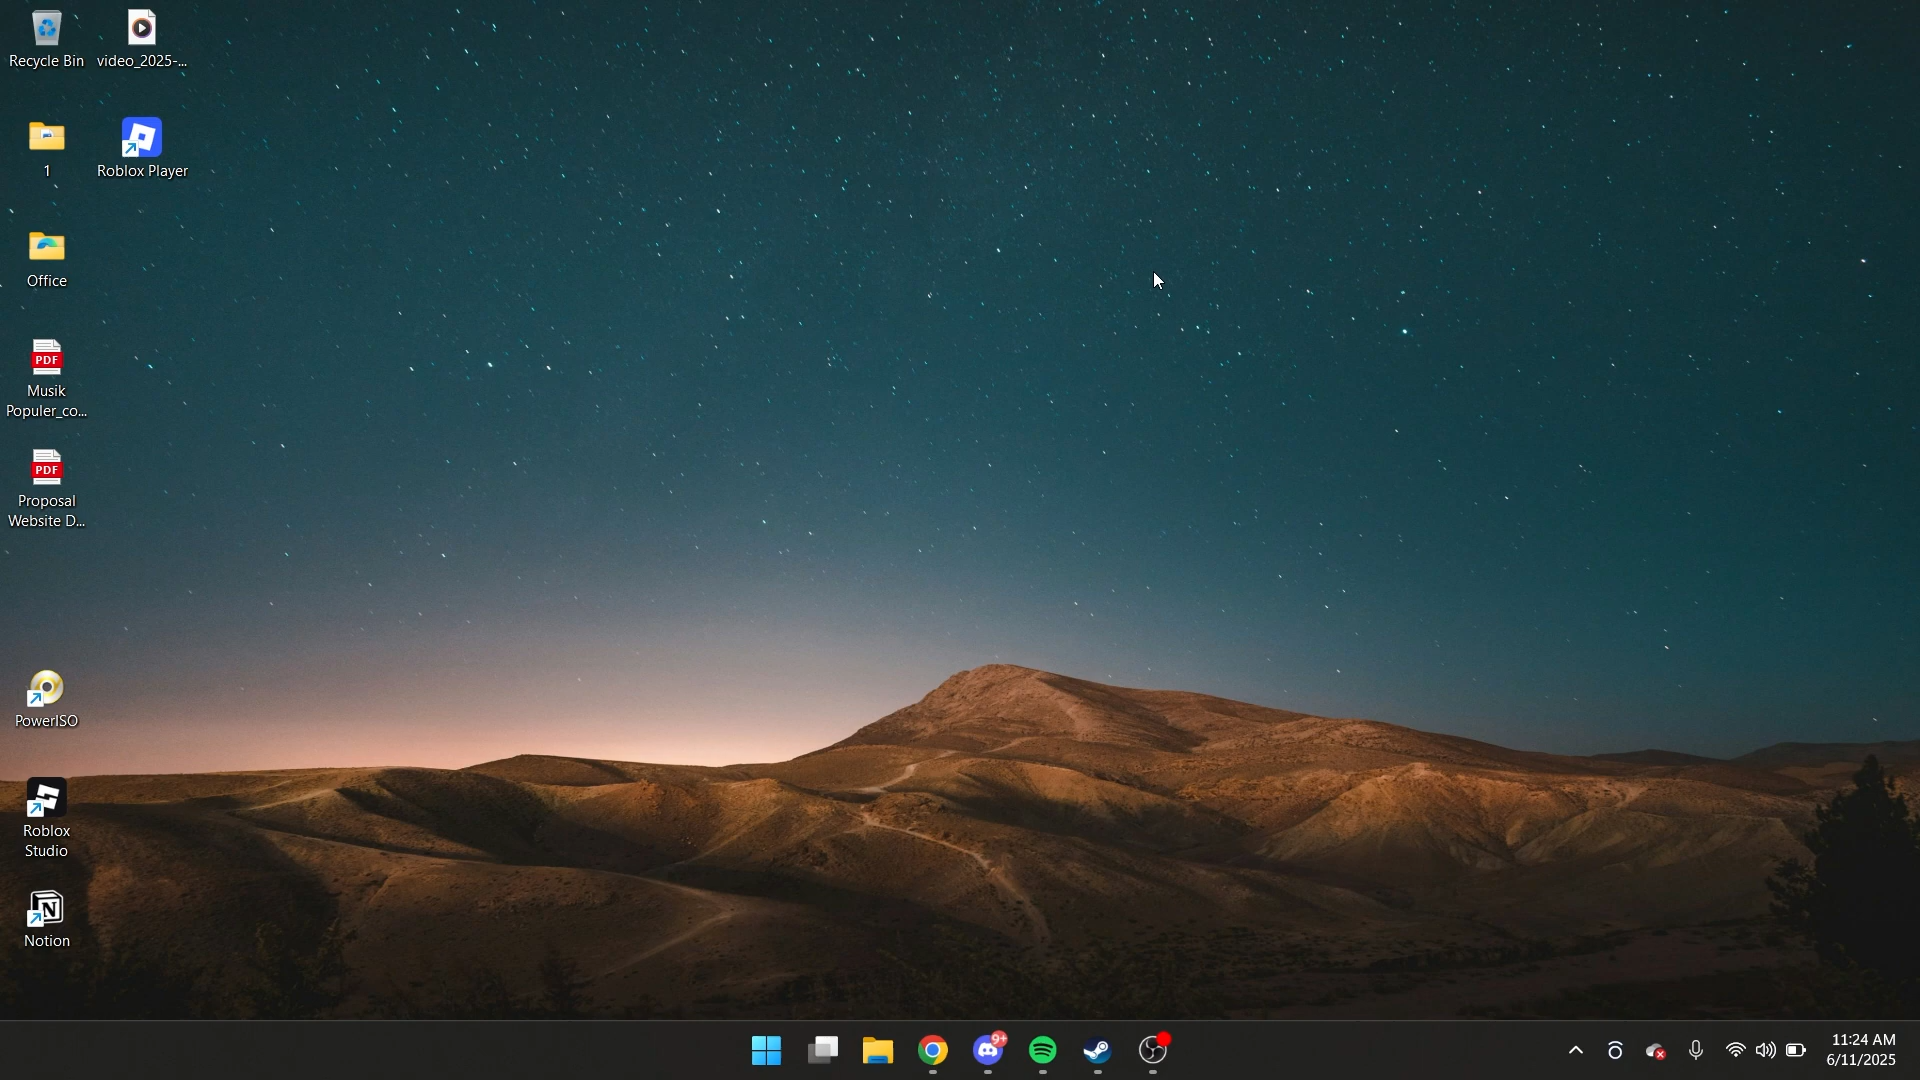 Recycle Bin
video_2025-...
1
Roblox Player
Office
PDF
Musik
Populer_co...
PDF
Proposal
Website D...
PowerISO
Roblox
Studio
N
Notion
9+
11:24 AM
6/11/2025